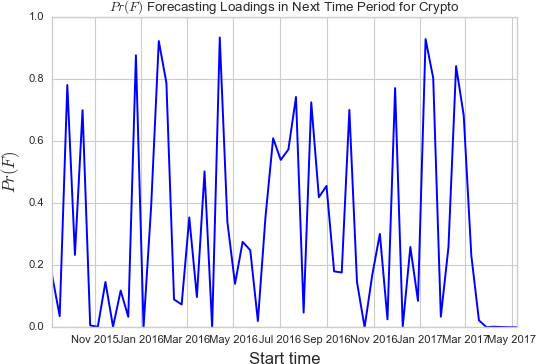 Pr(F) Forecasting Loadings in Next Time Period for Crypto
1.0
0.8
0.6
0.4
0.2
0.0
Pr(F)
Nov 2015 Jan 2016 Mar 2016 May 2016 Jul 2016 Sep 2016 Nov 2016 Jan 2017 Mar 2017 May 2017
Start time